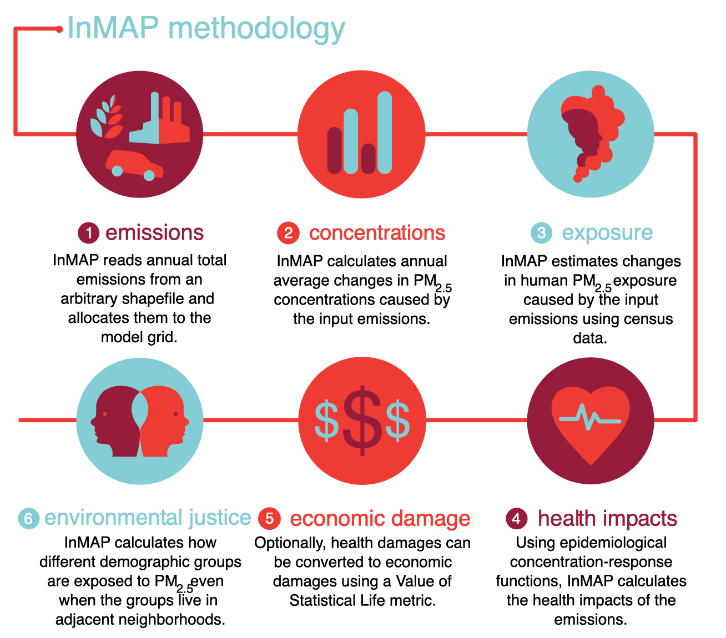 InMAP methodology
1 emissions
InMAP reads annual total
emissions from an
arbitrary shapefile and
allocates them to the
model grid.
2 concentrations
InMAP calculates annual
average changes in PM2.5
concentrations caused by
the input emissions.
3 exposure
InMAP estimates changes
in human PM2.5 exposure
caused by the input
emissions using census
data.
$ $ $
4 health impacts
Using epidemiological
concentration-response
functions, InMAP calculates
the health impacts of the
emissions.
5 economic damage
Optionally, health damages can
be converted to economic
damages using a Value of
Statistical Life metric.
6 environmental justice
InMAP calculates how
different demographic groups
are exposed to PM2.5 even
when the groups live in
adjacent neighborhoods.